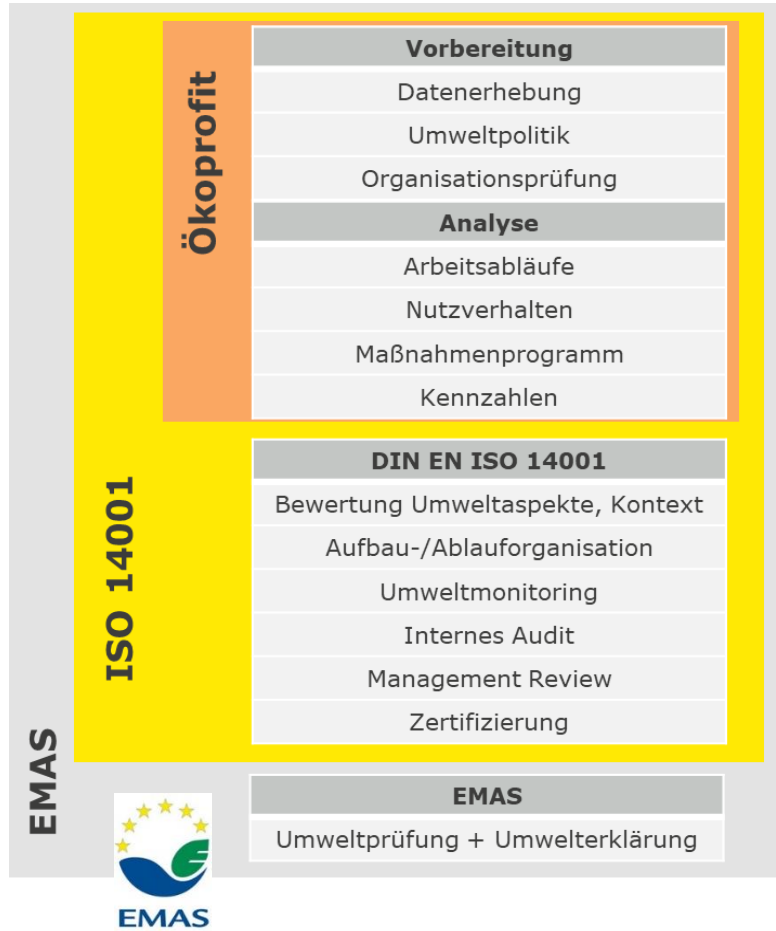 Ökoprofit
Vorbereitung
Datenerhebung
Umweltpolitik
Organisationsprüfung
Analyse
Arbeitsabläufe
Nutzverhalten
Maßnahmenprogramm
Kennzahlen
ISO 14001
DIN EN ISO 14001
Bewertung Umweltaspekte, Kontext
Aufbau-/Ablauforganisation
Umweltmonitoring
Internes Audit
Management Review
Zertifizierung
EMAS
EMAS
Umweltprüfung + Umwelterklärung
EMAS